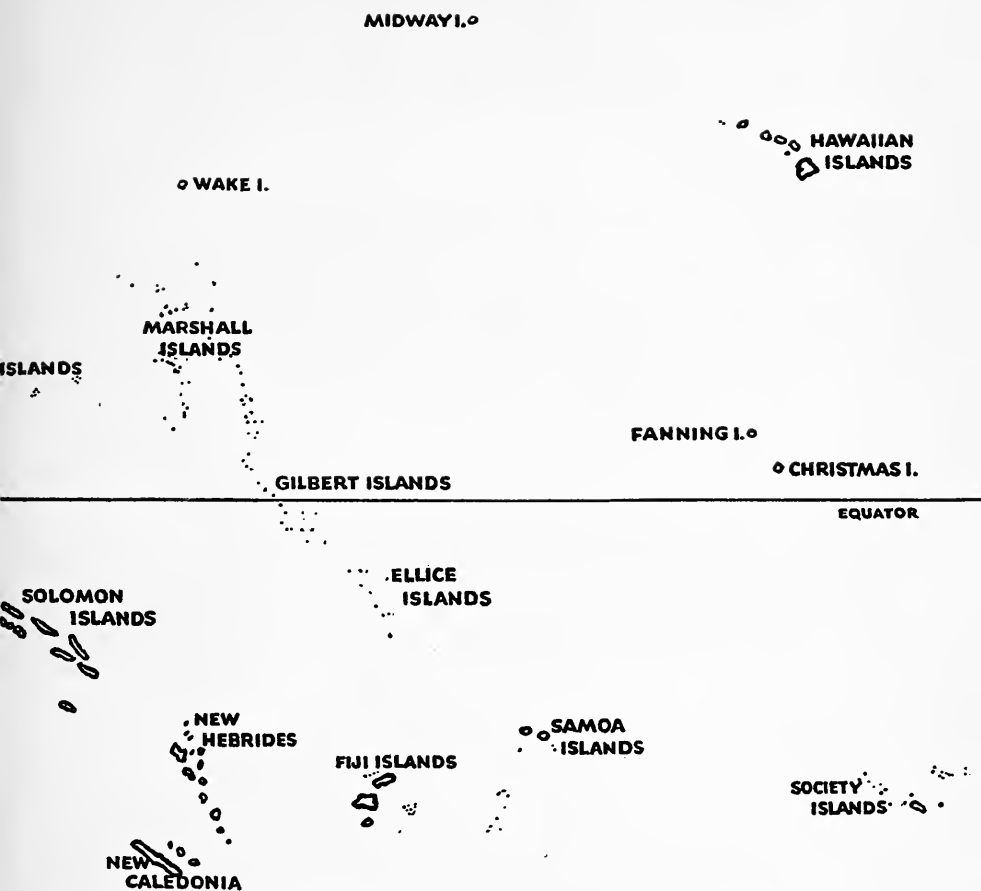 MIDWAY I.
HAWAIIAN
ISLANDS
WAKE I.
MARSHALL
ISLANDS
ISLANDS
FANNING I.
CHRISTMAS I.
GILBERT ISLANDS
EQUATOR
ELLICE
ISLANDS
SOLOMON
ISLANDS
NEW
HEBRIDES
SAMOA
ISLANDS
FIJI ISLANDS
SOCIETY
ISLANDS
NEW
CALEDONIA